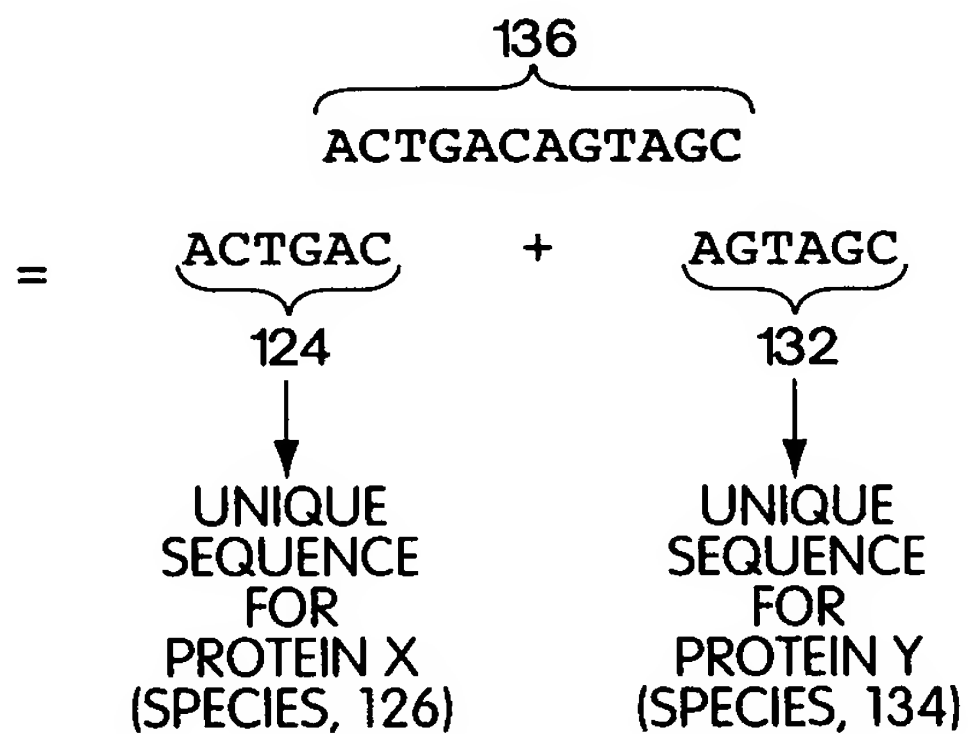 136
ACTGACAGTAGC
= ACTGAC + AGTAGC
124 132
UNIQUE UNIQUE
SEQUENCE SEQUENCE
FOR FOR
PROTEIN X PROTEIN Y
(SPECIES, 126) (SPECIES, 134)